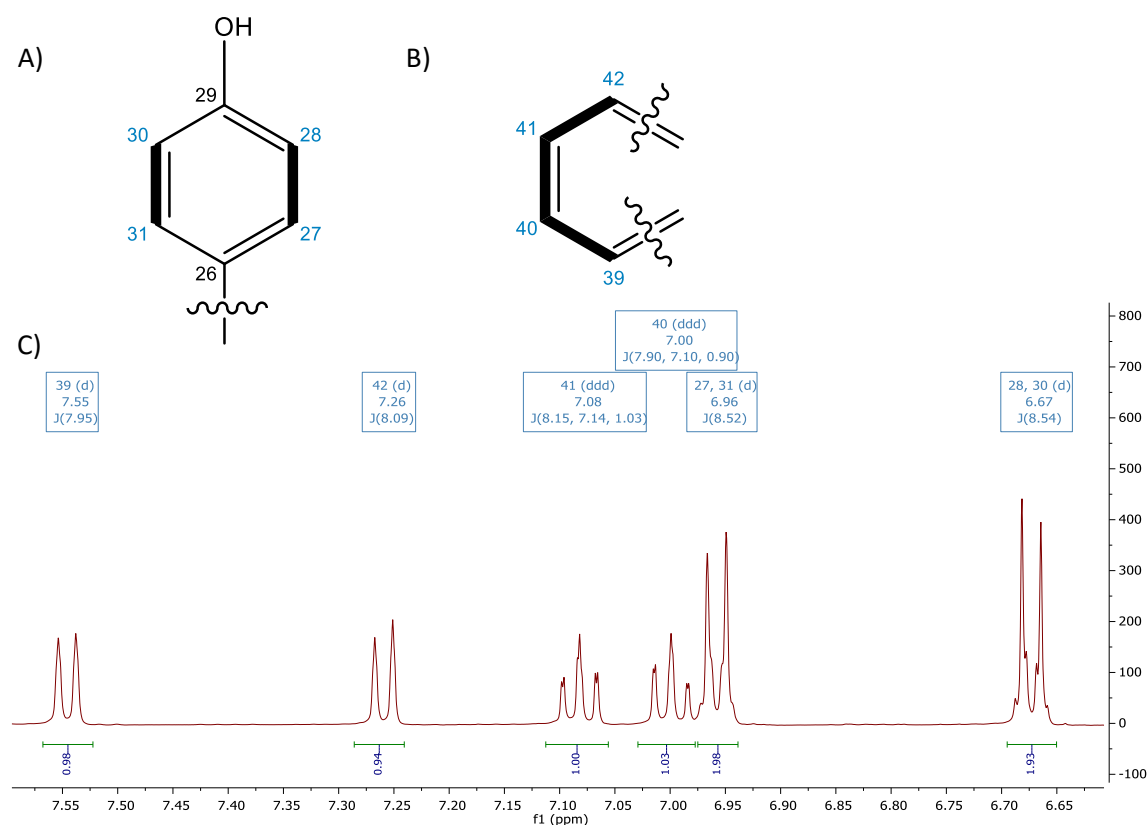 A)
OH
29
30
28
31
27
26
B)
42
41
40
39
C)
39 (d)
7.55
J(7.95)
42 (d)
7.26
J(8.09)
41 (ddd)
7.08
J(8.15, 7.14, 1.03)
40 (ddd)
7.00
J(7.90, 7.10, 0.90)
27, 31 (d)
6.96
J(8.52)
28, 30 (d)
6.67
J(8.54)
800
700
600
500
400
300
200
100
0
-100
0.98
0.94
1.00
1.03
1.98
1.93
7.55 7.50 7.45 7.40 7.35 7.30 7.25 7.20 7.15 7.10 7.05 7.00 6.95 6.90 6.85 6.80 6.75 6.70 6.65
f1 (ppm)